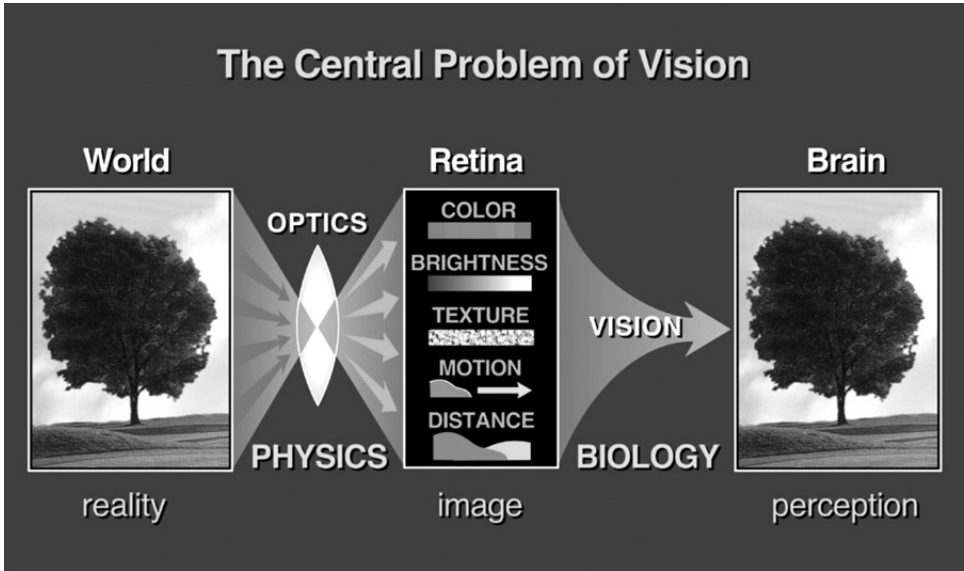 The Central Problem of Vision
World
Retina
Brain
OPTICS
COLOR
BRIGHTNESS
TEXTURE
VISION
MOTION
DISTANCE
PHYSICS
BIOLOGY
reality
image
perception